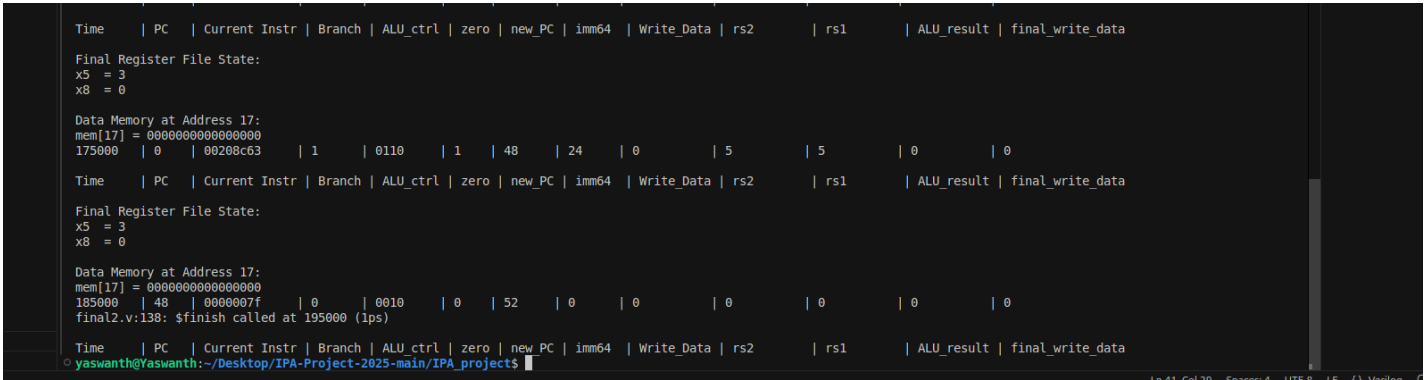 Time     | PC   | Current Instr | Branch | ALU_ctrl | zero | new_PC | imm64  | Write_Data | rs2        | rs1        | ALU_result | final_write_data
Final Register File State:
x5  = 3
x8  = 0
Data Memory at Address 17:
mem[17] = 0000000000000000
175000   | 0    | 00208c63      | 1      | 0110     | 1    | 48     | 24     | 0          | 5          | 5          | 0          | 0
Time     | PC   | Current Instr | Branch | ALU_ctrl | zero | new_PC | imm64  | Write_Data | rs2        | rs1        | ALU_result | final_write_data
Final Register File State:
x5  = 3
x8  = 0
Data Memory at Address 17:
mem[17] = 0000000000000000
185000   | 48   | 0000007f      | 0      | 0010     | 0    | 52     | 0      | 0          | 0          | 0          | 0          | 0
final2.v:138: $finish called at 195000 (1ps)
Time     | PC   | Current Instr | Branch | ALU_ctrl | zero | new_PC | imm64  | Write_Data | rs2        | rs1        | ALU_result | final_write_data
yaswanth@Yaswanth:~/Desktop/IPA-Project-2025-main/IPA_project$